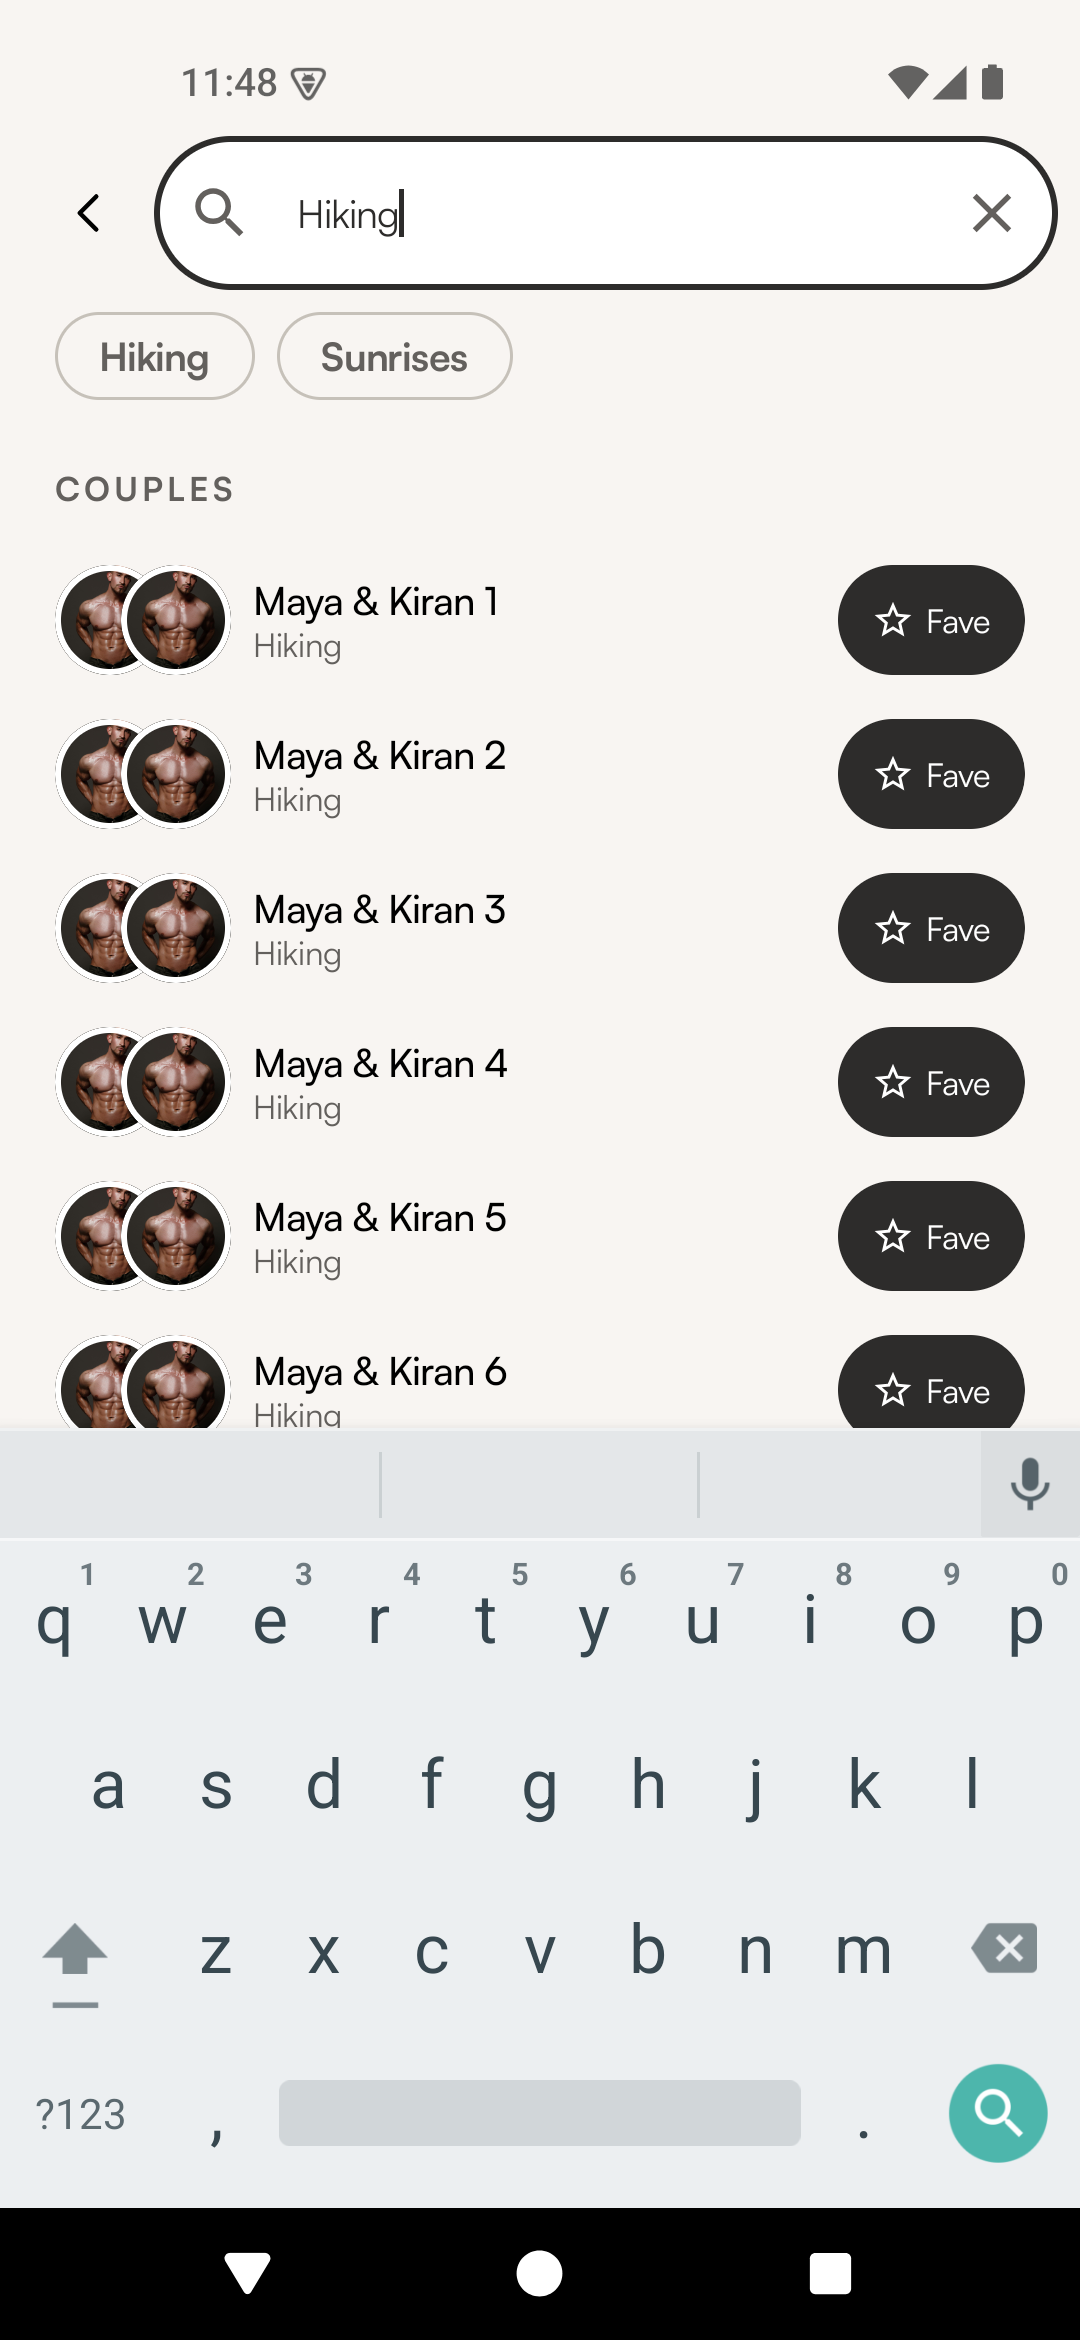 11:48
Hiking
Hiking Sunrises
COUPLES
Maya & Kiran 1
Hiking
Fave
Maya & Kiran 2
Hiking
Fave
Maya & Kiran 3
Hiking
Fave
Maya & Kiran 4
Hiking
Fave
Maya & Kiran 5
Hiking
Fave
Maya & Kiran 6
Hiking
Fave
1 2 3 4 5 6 7 8 9 0
q w e r t y u i o p
a s d f g h j k l
z x c v b n m
?123 , .